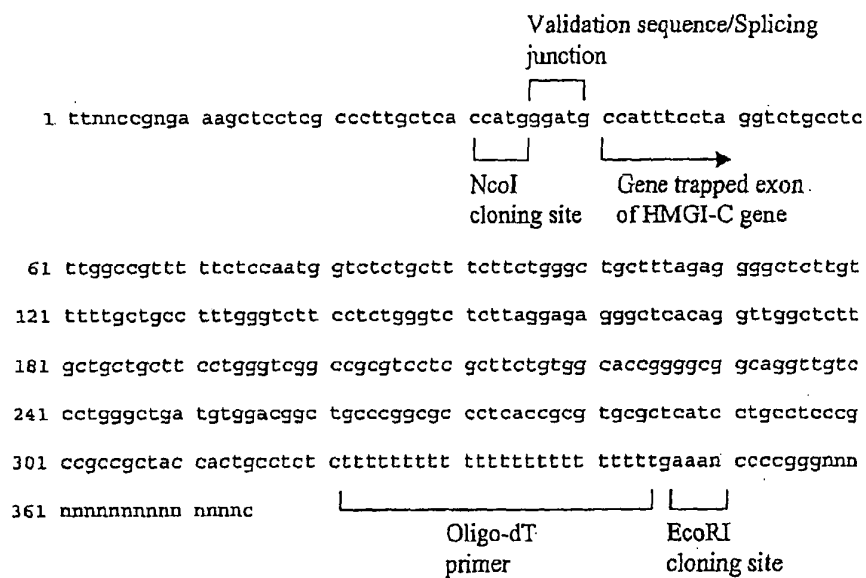 Validation sequence/Splicing
junction
1 ttnnccgnga aagctcctcg cccttgctca ccatgggatg ccatttccta ggtctgcctc
NcoI
cloning site
Gene trapped exon
of HMGI-C gene
61 ttggccgttt ttctccaatg gtctctgctt tcttctgggc tgctttagag gggctcttgt
121 ttttgctgcc tttgggtctt cctctgggtc tcttaggaga gggctcacag gttggctctt
181 gctgctgctt cctgggtcgg ccgcgtcctc gcttctgtgg caccggggcg gcaggttgtc
241 cctgggctga tgtggacggc tgcccggcgc cctcaccgcg tgcgctcatc ctgcctcccg
301 ccgccgctac cactgcctct cttttttttt tttttttttt tttttgaaan ccccgggnnn
361 nnnnnnnnnn nnnnc
Oligo-dT
primer
EcoRI
cloning site